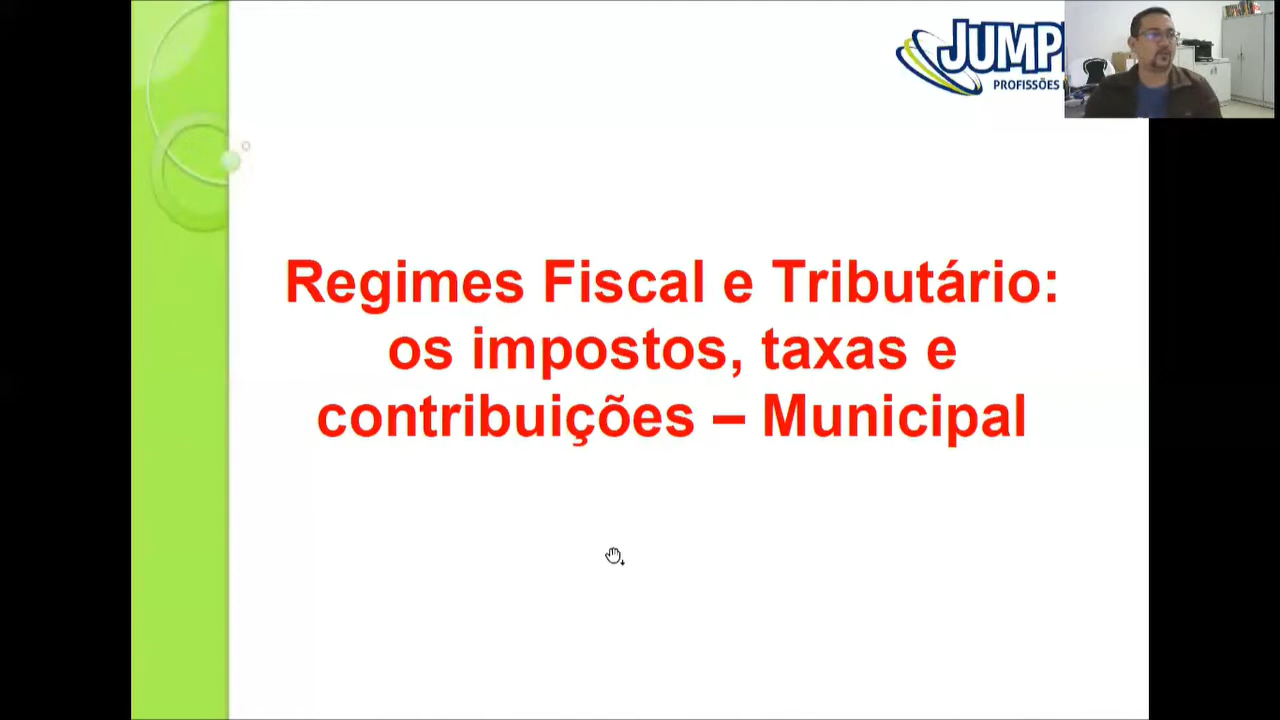 JUMP
PROFISSÕES
Regimes Fiscal e Tributário:
os impostos, taxas e
contribuições – Municipal